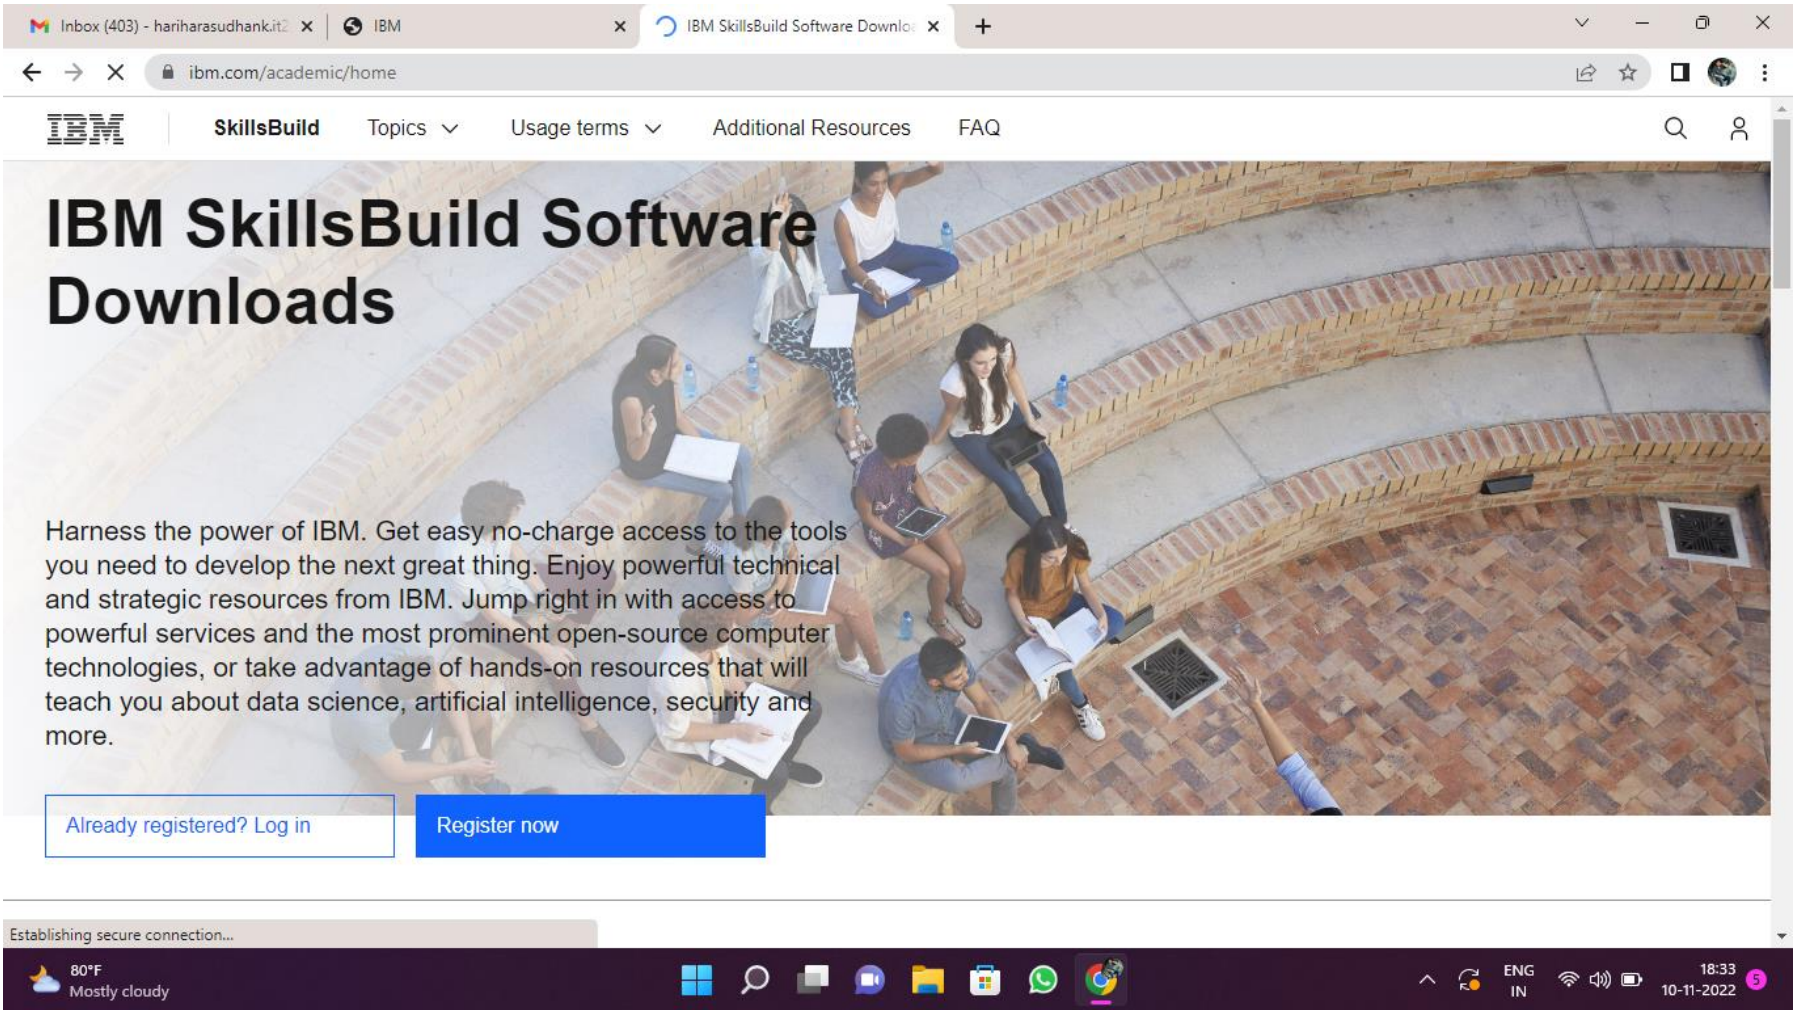 Inbox (403) - hariharasudhank.it2
IBM
IBM SkillsBuild Software Downloa
ibm.com/academic/home
IBM
SkillsBuild
Topics
Usage terms
Additional Resources
FAQ
IBM SkillsBuild Software
Downloads
Harness the power of IBM. Get easy no-charge access to the tools
you need to develop the next great thing. Enjoy powerful technical
and strategic resources from IBM. Jump right in with access to
powerful services and the most prominent open-source computer
technologies, or take advantage of hands-on resources that will
teach you about data science, artificial intelligence, security and
more.
Already registered? Log in
Register now
Establishing secure connection...
80°F
Mostly cloudy
ENG
IN
18:33
10-11-2022
5